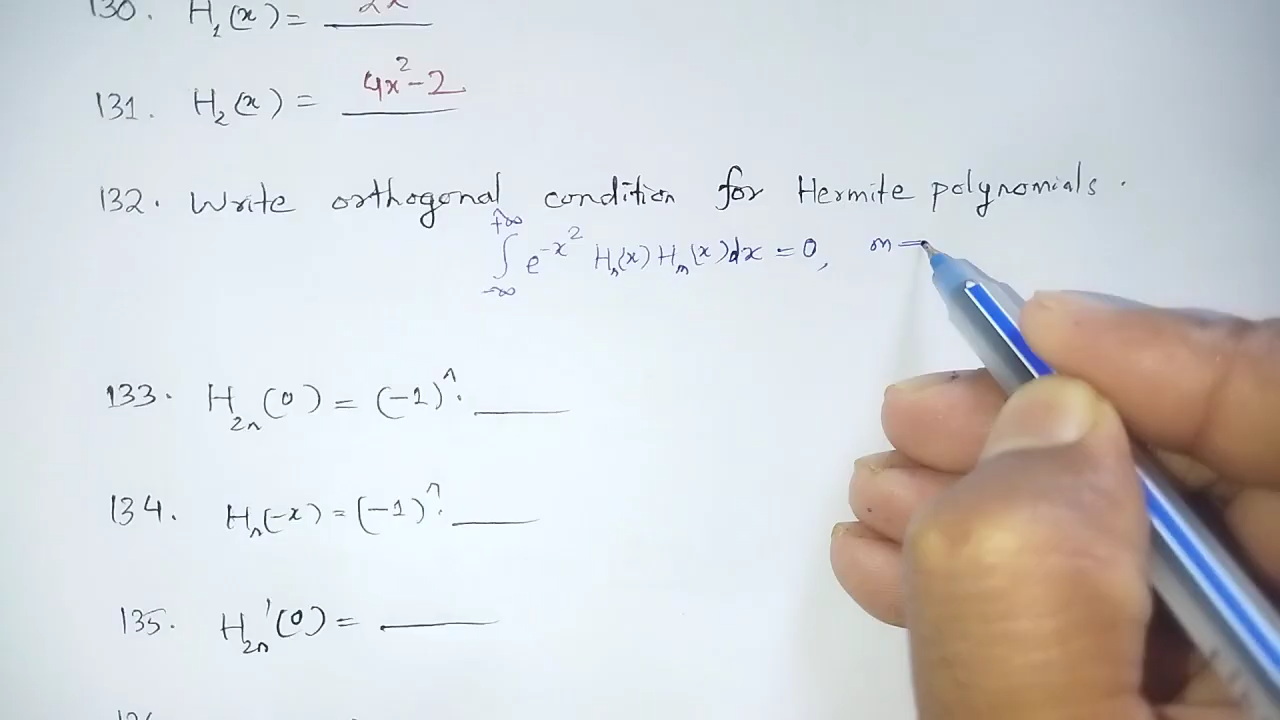 130. H₁(x) = 2x
131. H₂(x) = 4x² - 2
132. Write orthogonal condition for Hermite polynomials.
∫₋∞⁺∞ e^(-x²) Hₙ(x) Hₘ(x) dx = 0, m =
133. H₂ₙ(0) = (-1)ⁿ. ____
134. Hₙ(-x) = (-1)ⁿ. ____
135. H₂ₙ'(0) = ____